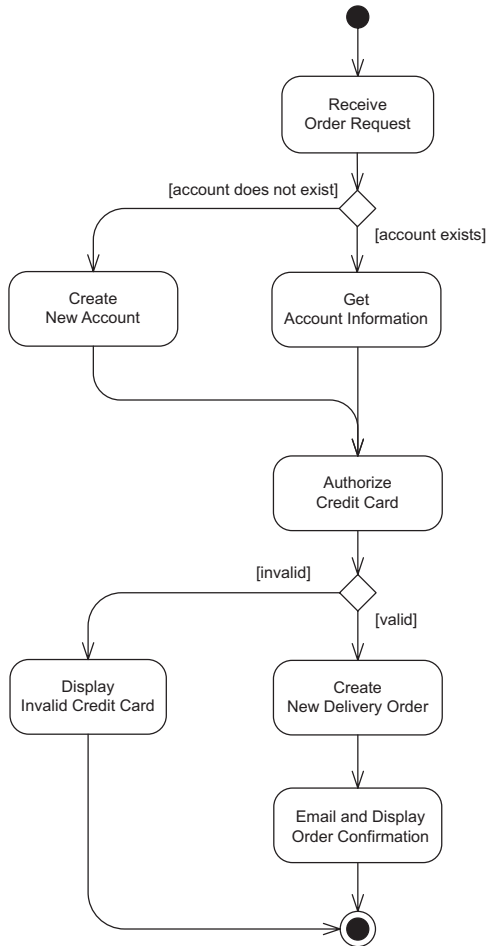 Receive
Order Request
[account does not exist]
[account exists]
Create
New Account
Get
Account Information
Authorize
Credit Card
[invalid]
[valid]
Display
Invalid Credit Card
Create
New Delivery Order
Email and Display
Order Confirmation